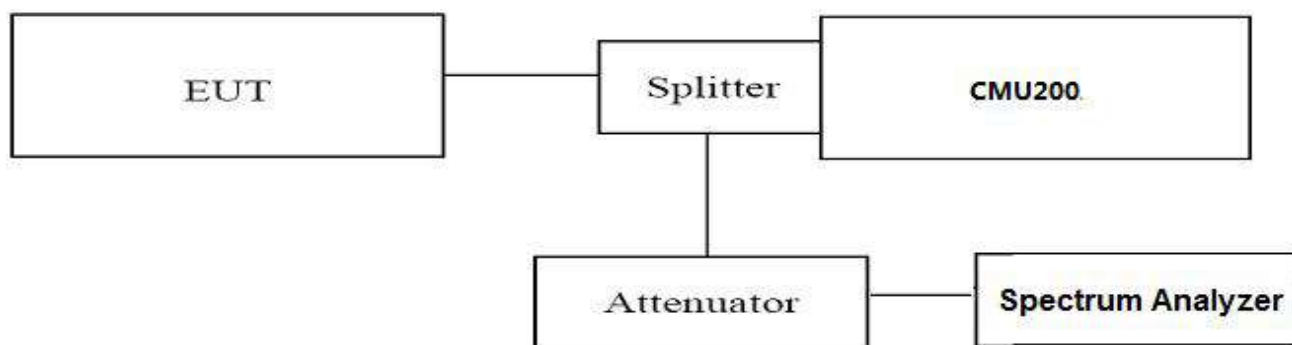 EUT
Splitter
CMU200
Attenuator
Spectrum Analyzer